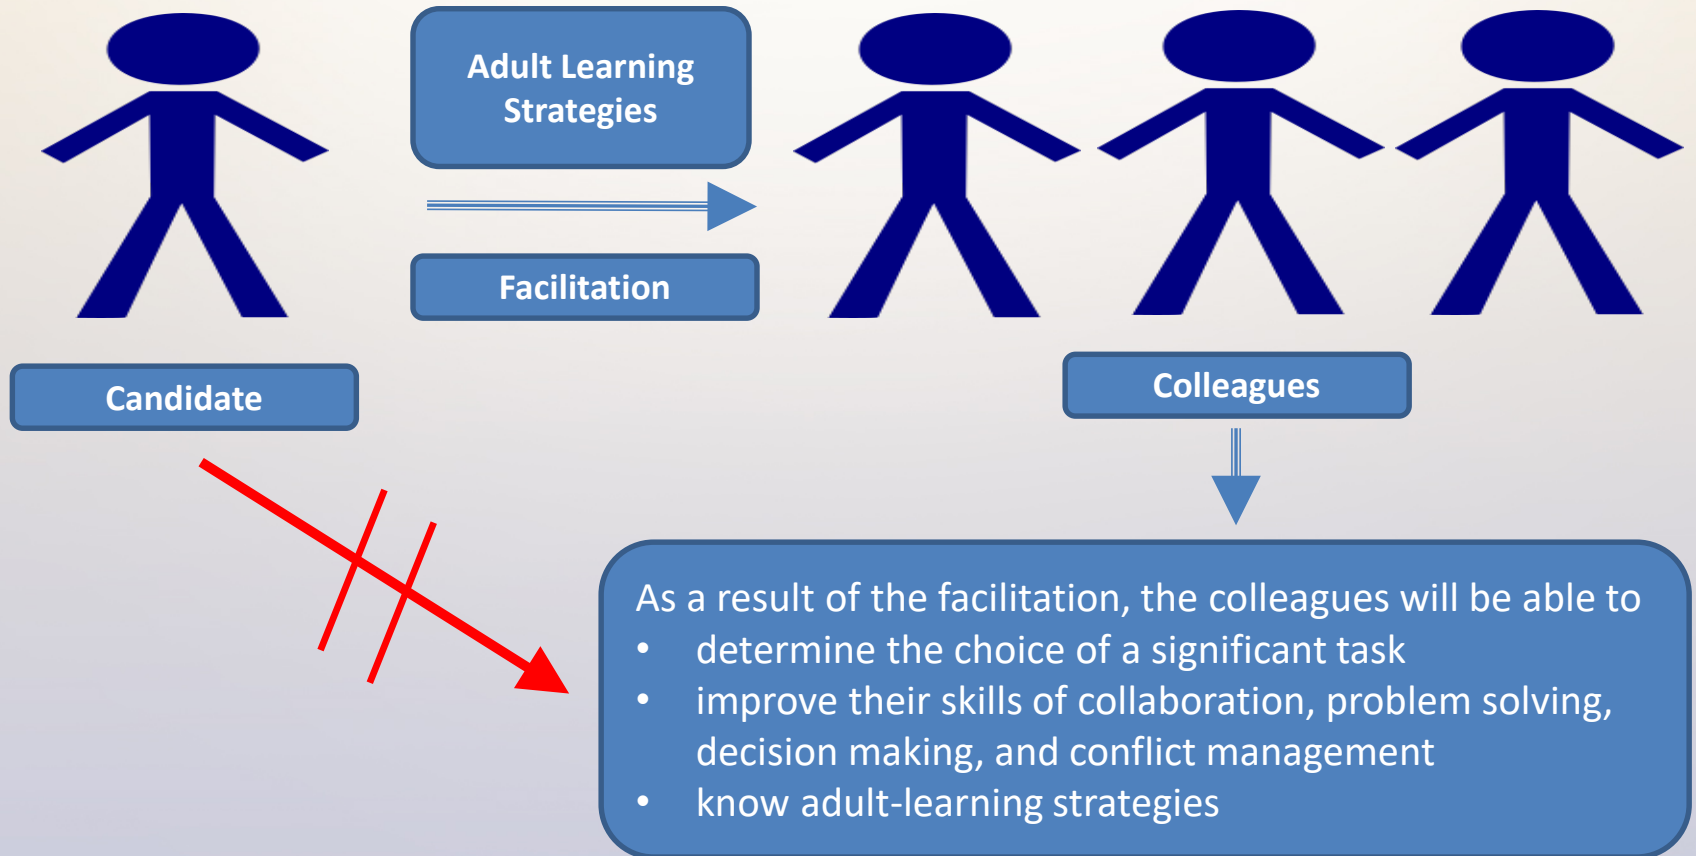 Adult Learning
Strategies
Facilitation
Candidate
Colleagues
As a result of the facilitation, the colleagues will be able to
• determine the choice of a significant task
• improve their skills of collaboration, problem solving,
decision making, and conflict management
• know adult-learning strategies